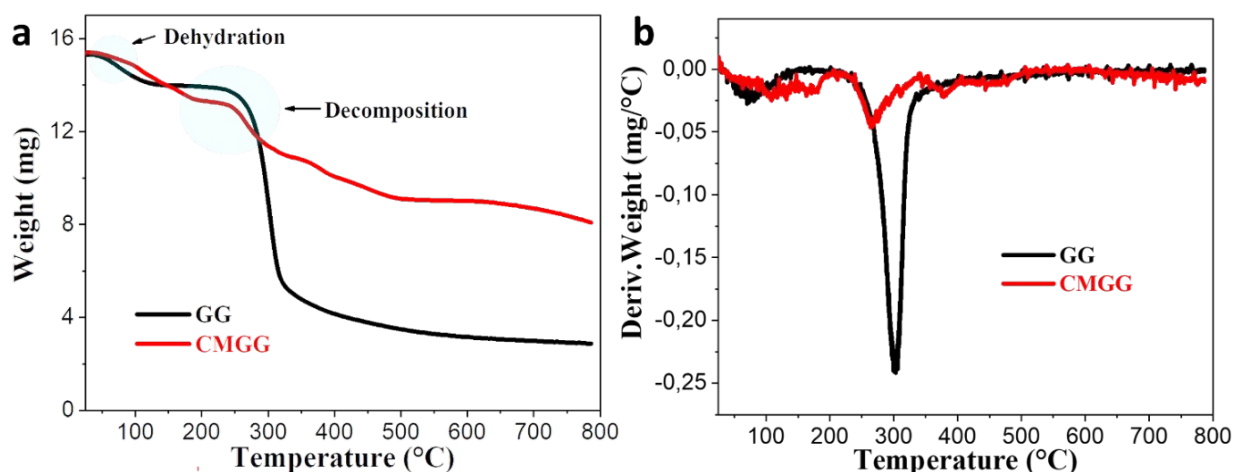 a
16
12
8
4
0
Weight (mg)
Dehydration
Decomposition
GG
CMGG
100 200 300 400 500 600 700 800
Temperature (°C)
b
0,00
-0,05
-0,10
-0,15
-0,20
-0,25
Deriv.Weight (mg/°C)
GG
CMGG
100 200 300 400 500 600 700 800
Temperature (°C)